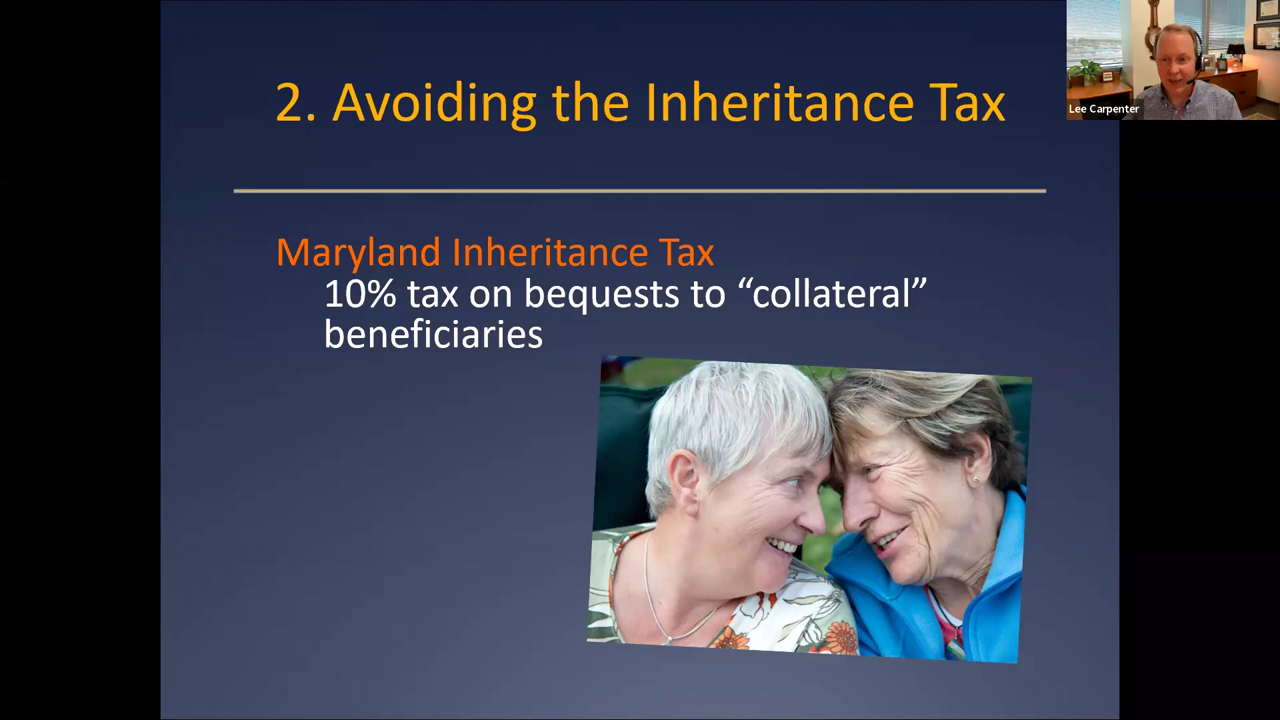 2. Avoiding the Inheritance Tax
Lee Carpenter
Maryland Inheritance Tax
10% tax on bequests to “collateral”
beneficiaries